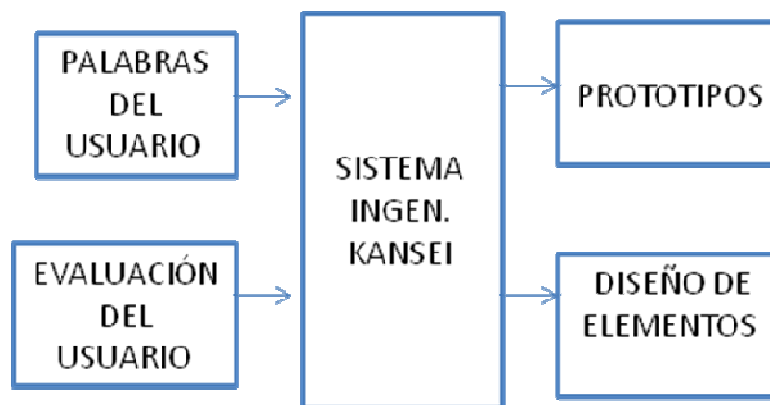 PALABRAS
DEL
USUARIO
EVALUACIÓN
DEL
USUARIO
SISTEMA
INGEN.
KANSEI
PROTOTIPOS
DISEÑO DE
ELEMENTOS